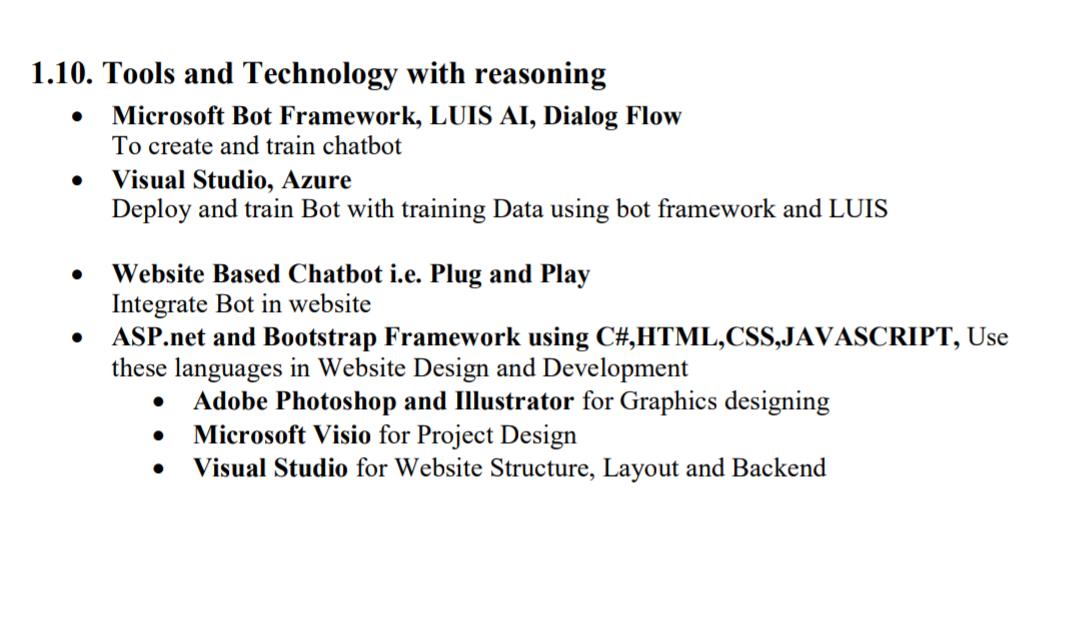 1.10. Tools and Technology with reasoning
• Microsoft Bot Framework, LUIS AI, Dialog Flow
To create and train chatbot
• Visual Studio, Azure
Deploy and train Bot with training Data using bot framework and LUIS
• Website Based Chatbot i.e. Plug and Play
Integrate Bot in website
• ASP.net and Bootstrap Framework using C#,HTML,CSS,JAVASCRIPT, Use
these languages in Website Design and Development
• Adobe Photoshop and Illustrator for Graphics designing
• Microsoft Visio for Project Design
• Visual Studio for Website Structure, Layout and Backend